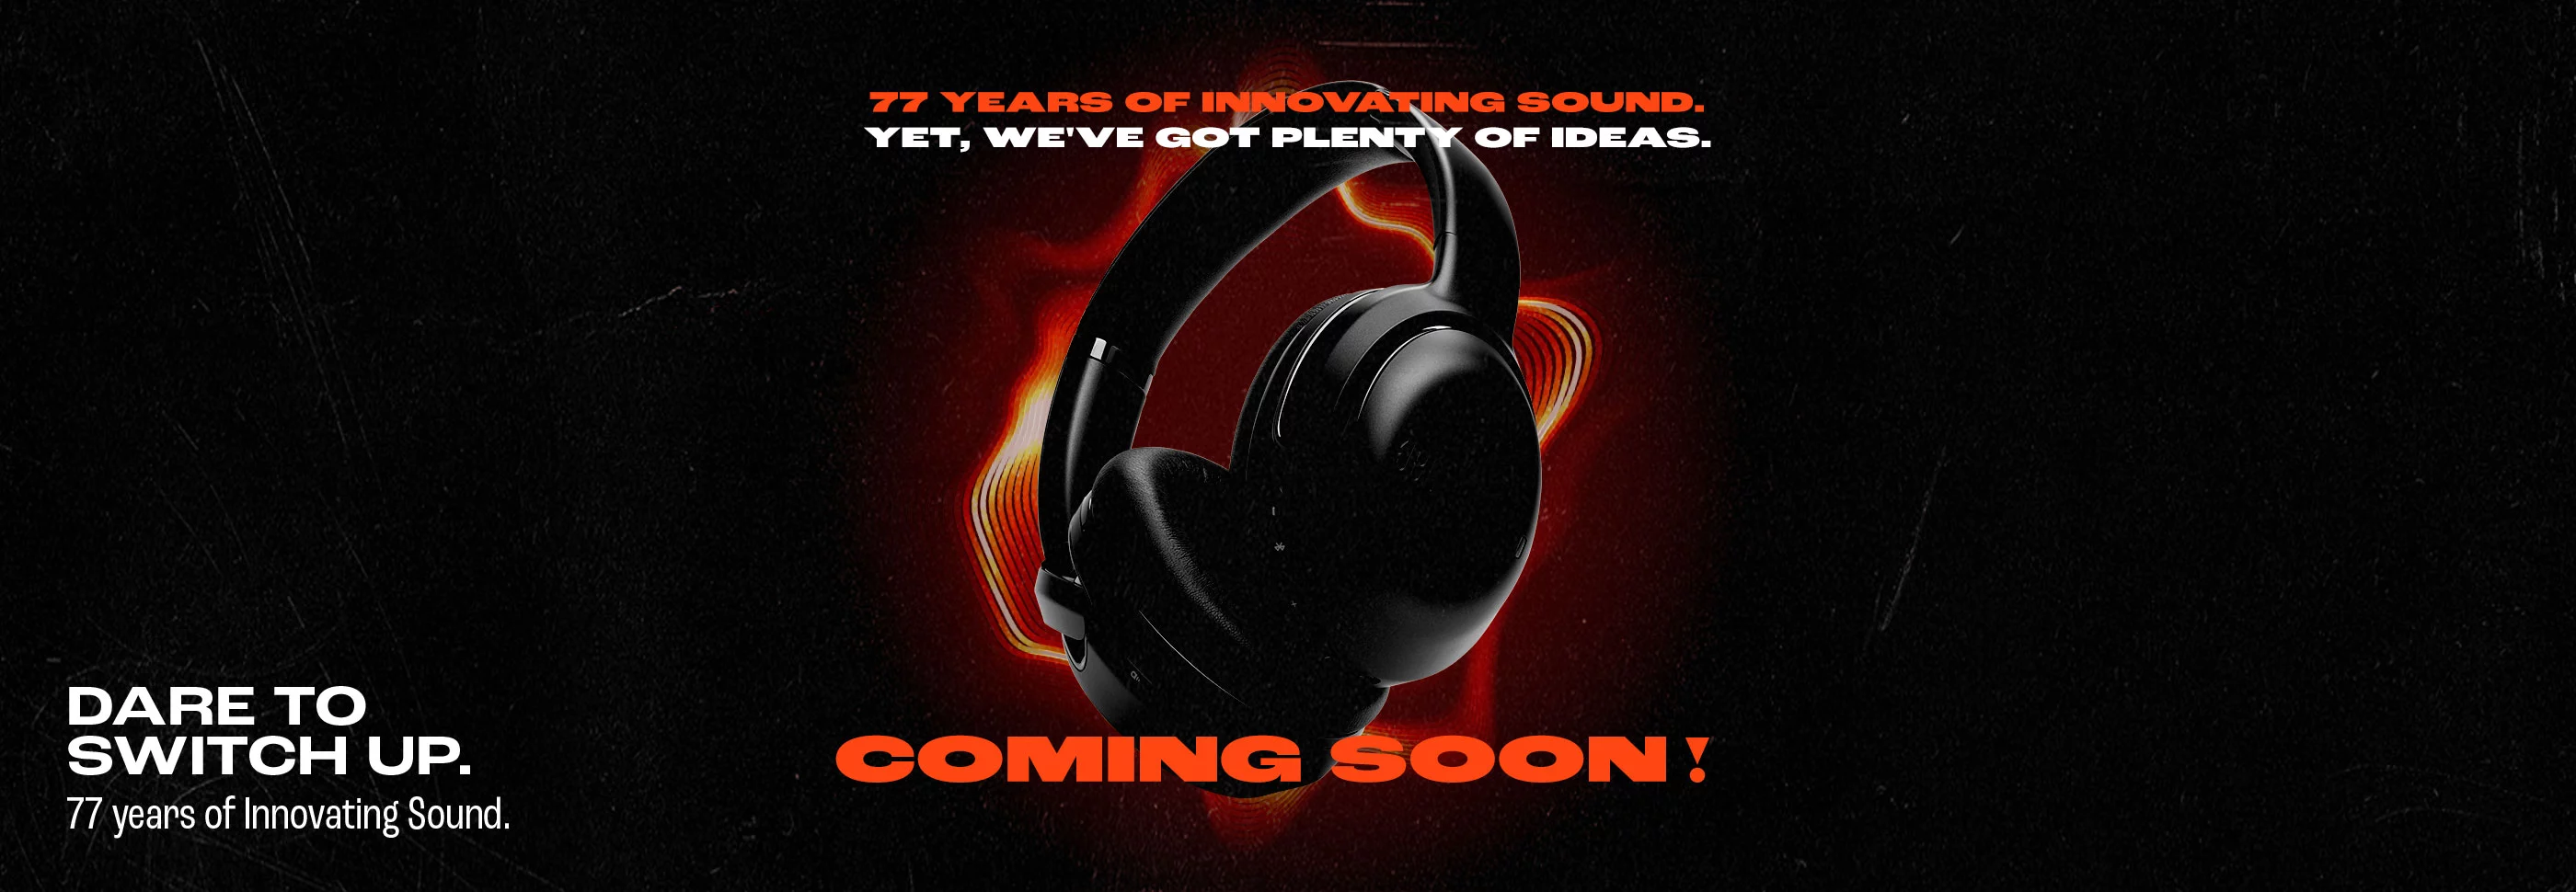 77 YEARS OF INNOVATING SOUND.
YET, WE'VE GOT PLENTY OF IDEAS.
COMING SOON !
DARE TO
SWITCH UP.
77 years of Innovating Sound.